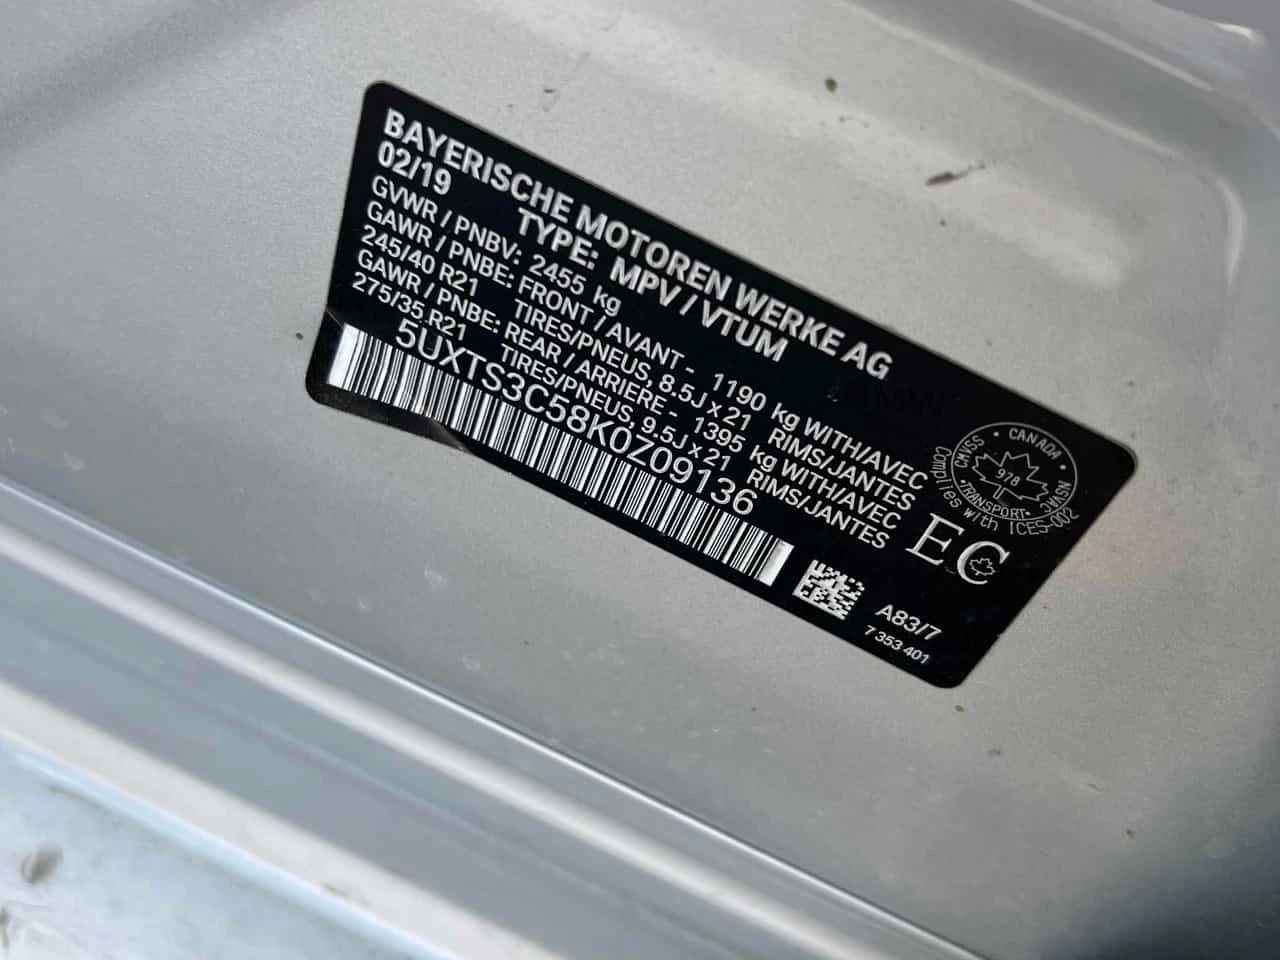 BAYERISCHE MOTOREN WERKE AG
02/19 TYPE: MPV / VTUM
GVWR / PNBV: 2455 kg
GAWR / PNBE: FRONT / AVANT - 1190 kg WITH/AVEC
245/40 R21 TIRES/PNEUS, 8.5J x 21 RIMS/JANTES
GAWR / PNBE: REAR / ARRIERE - 1395 kg WITH/AVEC
275/35 R21 TIRES/PNEUS, 9.5J x 21 RIMS/JANTES
5UXTS3C58K0Z09136
CANADA
CMVSS NSVAC
978
TRANSPORT
Complies with ICES-002
EC
A83/7
7 353 401